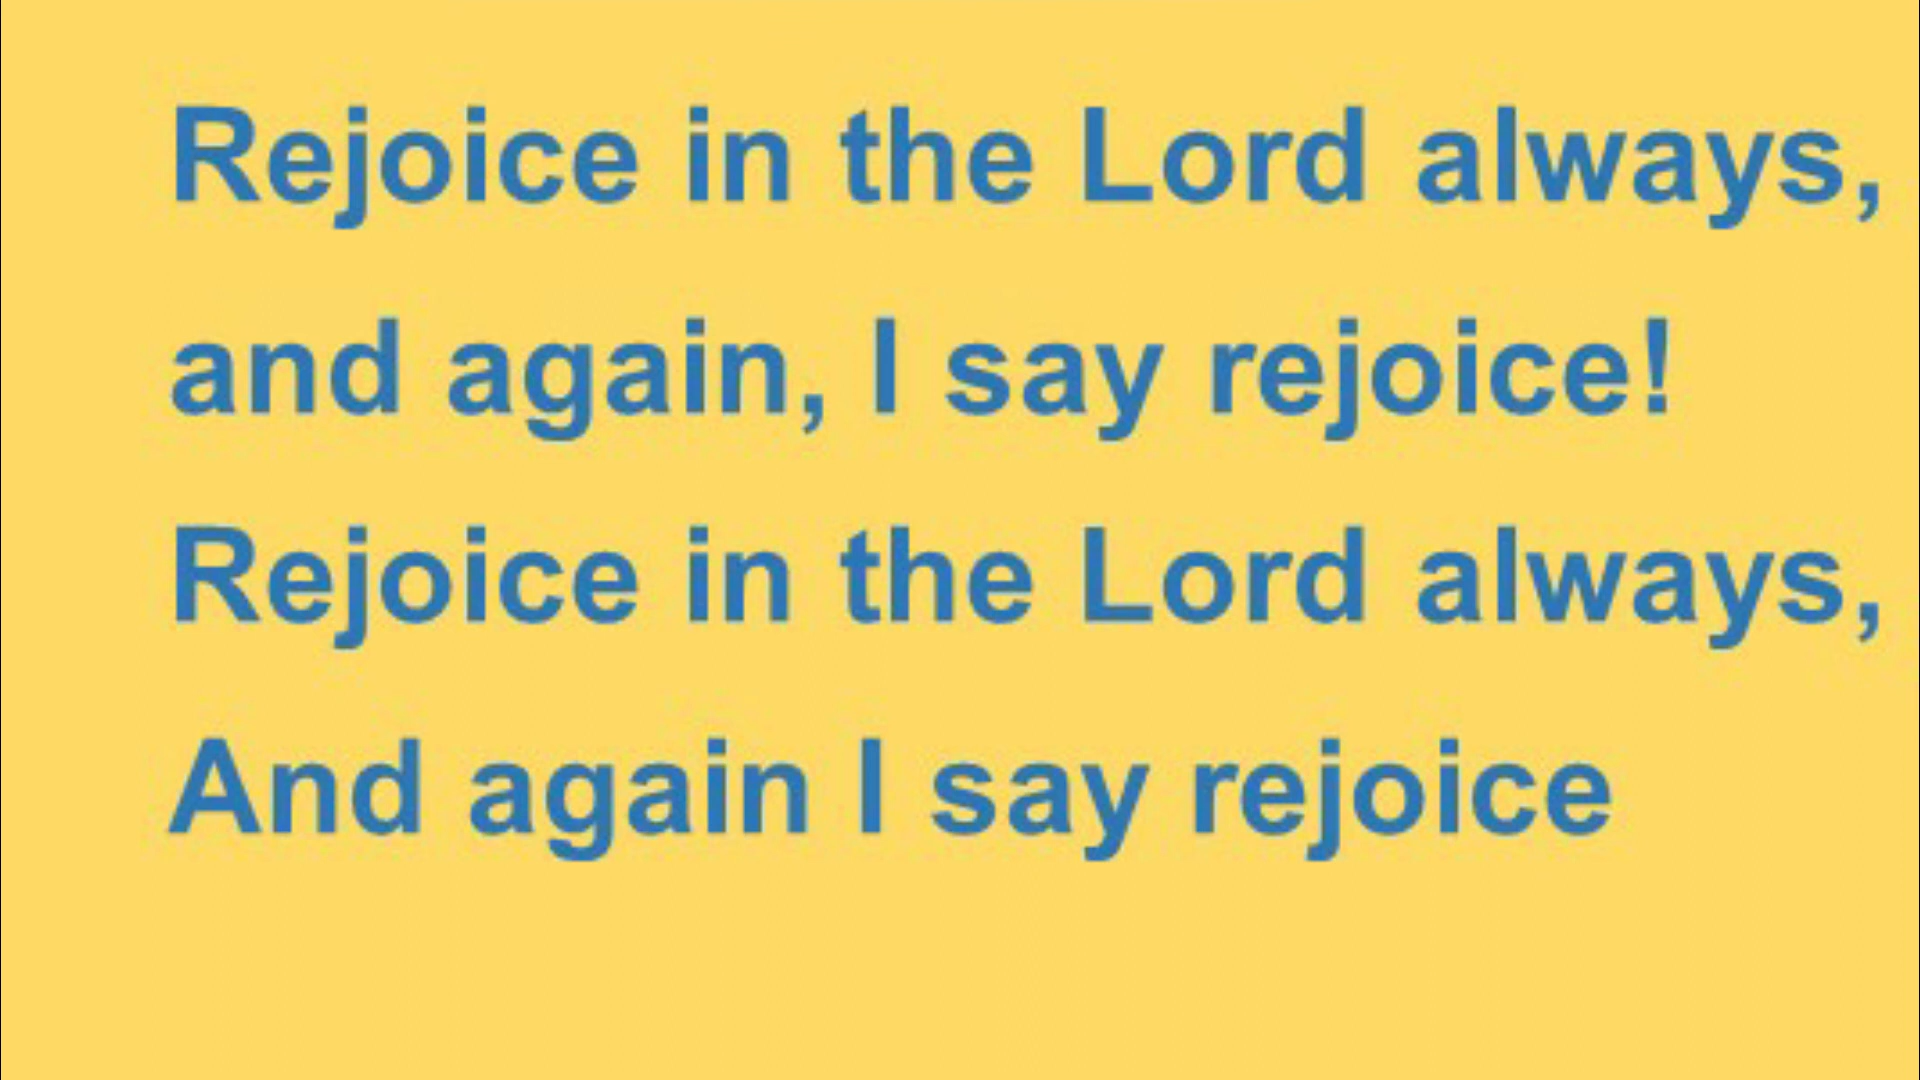 Rejoice in the Lord always,
and again, I say rejoice!
Rejoice in the Lord always,
And again I say rejoice